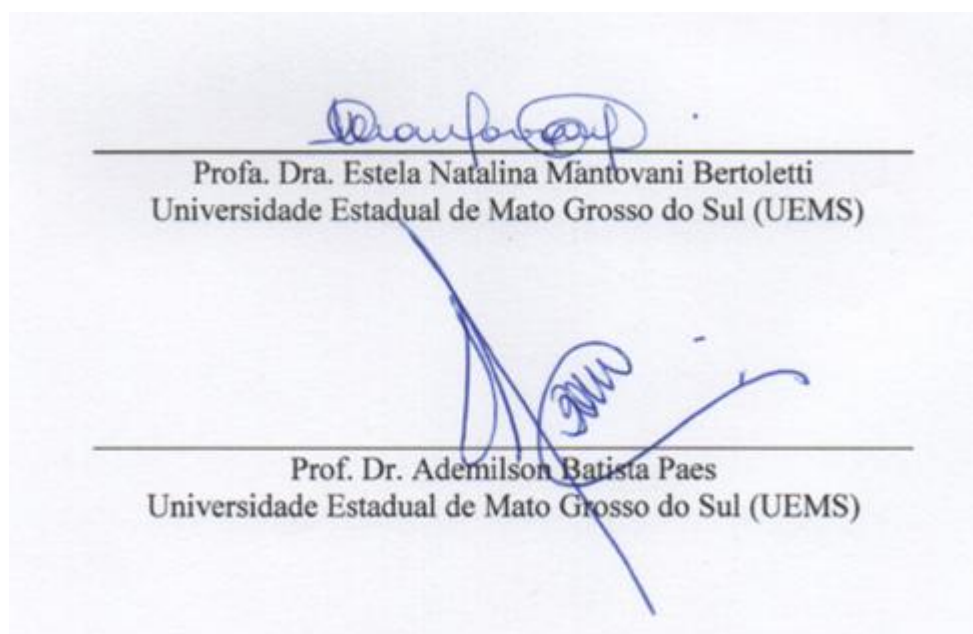 Profa. Dra. Estela Natalina Mantovani Bertoletti
Universidade Estadual de Mato Grosso do Sul (UEMS)
Prof. Dr. Ademilson Batista Paes
Universidade Estadual de Mato Grosso do Sul (UEMS)